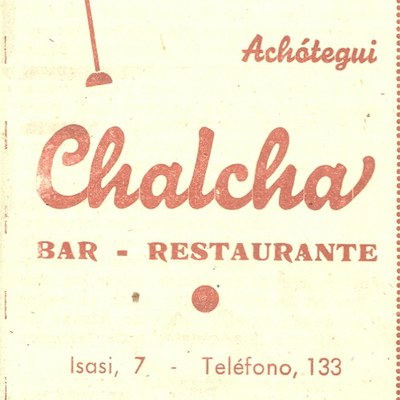 Achótegui
Chalcha
BAR - RESTAURANTE
Isasi, 7 - Teléfono, 133